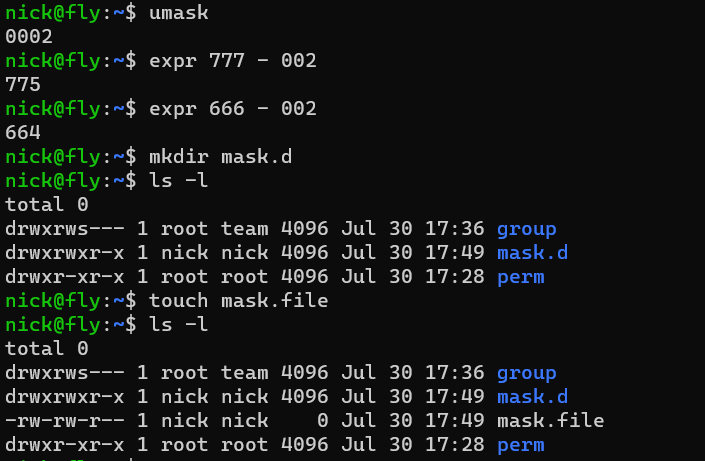 nick@fly:~$ umask
0002
nick@fly:~$ expr 777 - 002
775
nick@fly:~$ expr 666 - 002
664
nick@fly:~$ mkdir mask.d
nick@fly:~$ ls -l
total 0
drwxrws--- 1 root team 4096 Jul 30 17:36 group
drwxrwxr-x 1 nick nick 4096 Jul 30 17:49 mask.d
drwxr-xr-x 1 root root 4096 Jul 30 17:28 perm
nick@fly:~$ touch mask.file
nick@fly:~$ ls -l
total 0
drwxrws--- 1 root team 4096 Jul 30 17:36 group
drwxrwxr-x 1 nick nick 4096 Jul 30 17:49 mask.d
-rw-rw-r-- 1 nick nick    0 Jul 30 17:49 mask.file
drwxr-xr-x 1 root root 4096 Jul 30 17:28 perm